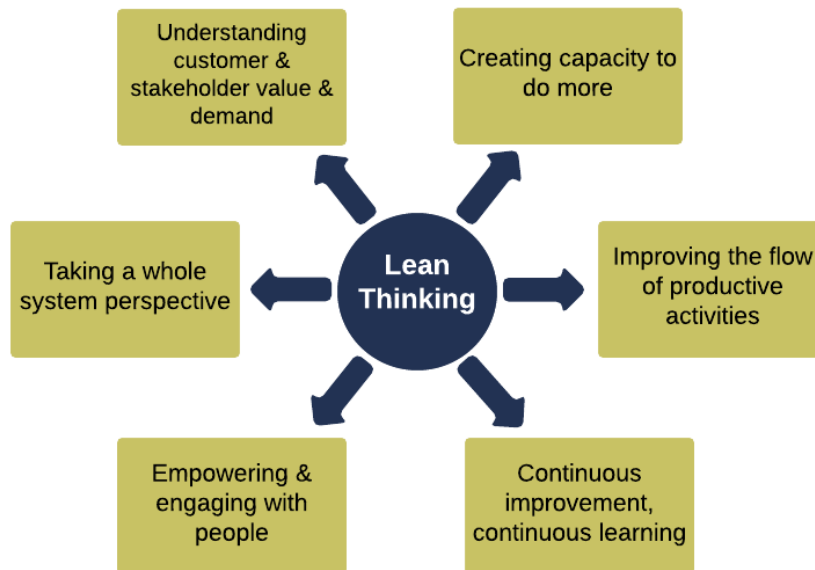 Understanding
customer &
stakeholder value &
demand
Creating capacity to
do more
Taking a whole
system perspective
Lean
Thinking
Improving the flow
of productive
activities
Empowering &
engaging with
people
Continuous
improvement,
continuous learning